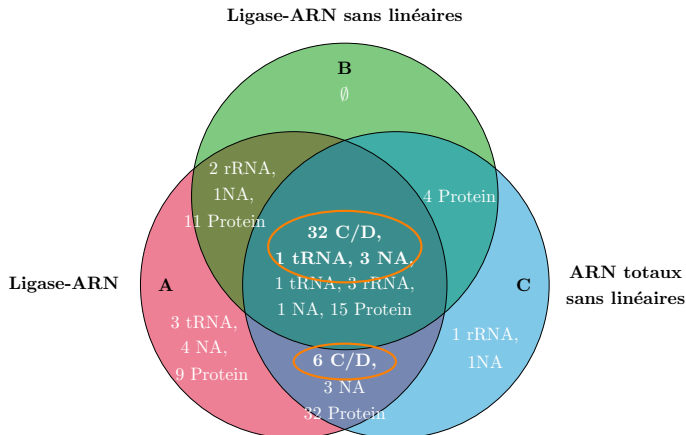 Ligase-ARN sans linéaires
B
∅
2 rRNA,
1NA,
11 Protein
4 Protein
32 C/D,
1 tRNA, 3 NA,
1 tRNA, 3 rRNA,
1 NA, 15 Protein
Ligase-ARN
A
C
ARN totaux
sans linéaires
3 tRNA,
4 NA,
9 Protein
1 rRNA,
1NA
6 C/D,
3 NA
32 Protein